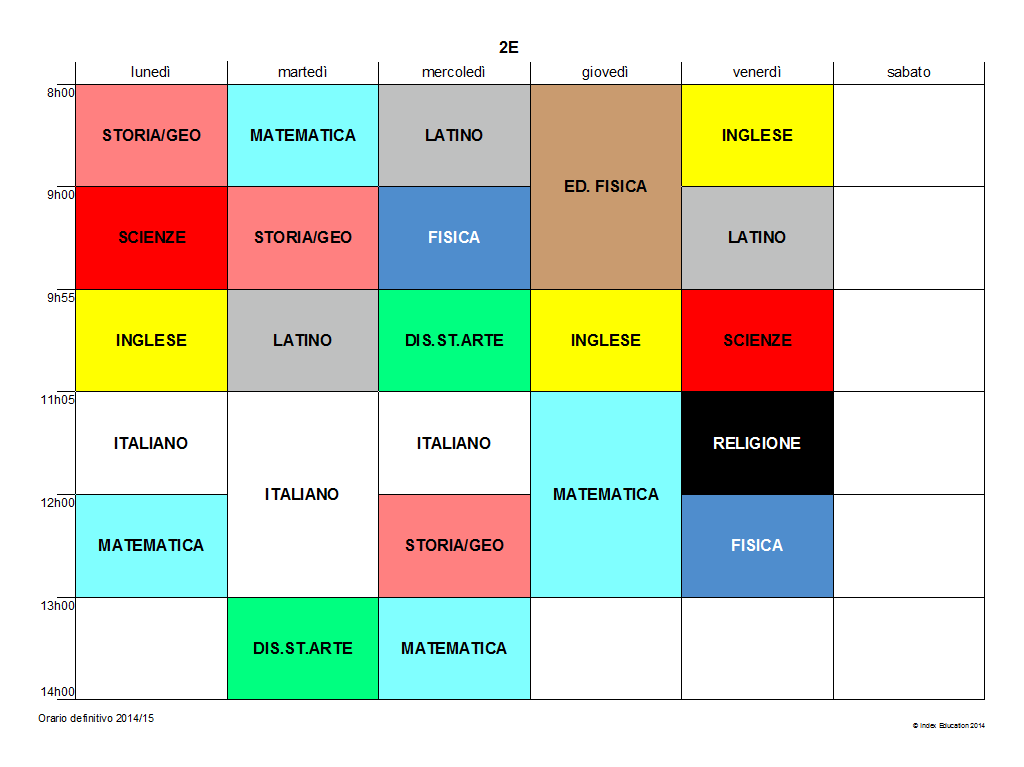 2E
lunedì martedì mercoledì giovedì venerdì sabato
8h00
STORIA/GEO MATEMATICA LATINO INGLESE
ED. FISICA
9h00
SCIENZE STORIA/GEO FISICA LATINO
9h55
INGLESE LATINO DIS.ST.ARTE INGLESE SCIENZE
11h05
ITALIANO ITALIANO RELIGIONE
ITALIANO MATEMATICA
12h00
MATEMATICA STORIA/GEO FISICA
13h00
DIS.ST.ARTE MATEMATICA
14h00
Orario definitivo 2014/15
© Index Education 2014